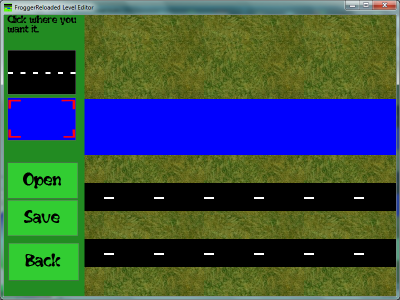 FroggerReloaded Level Editor
Click where you
want it.
Open
Save
Back